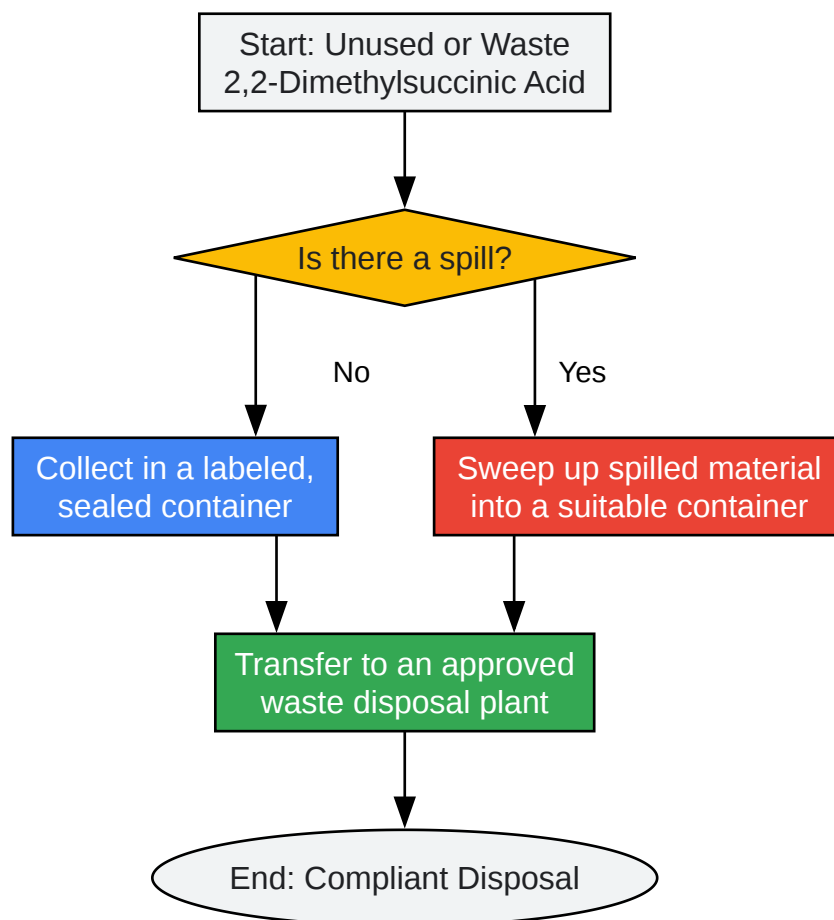 Start: Unused or Waste
2,2-Dimethylsuccinic Acid
Is there a spill?
No
Yes
Collect in a labeled,
sealed container
Sweep up spilled material
into a suitable container
Transfer to an approved
waste disposal plant
End: Compliant Disposal